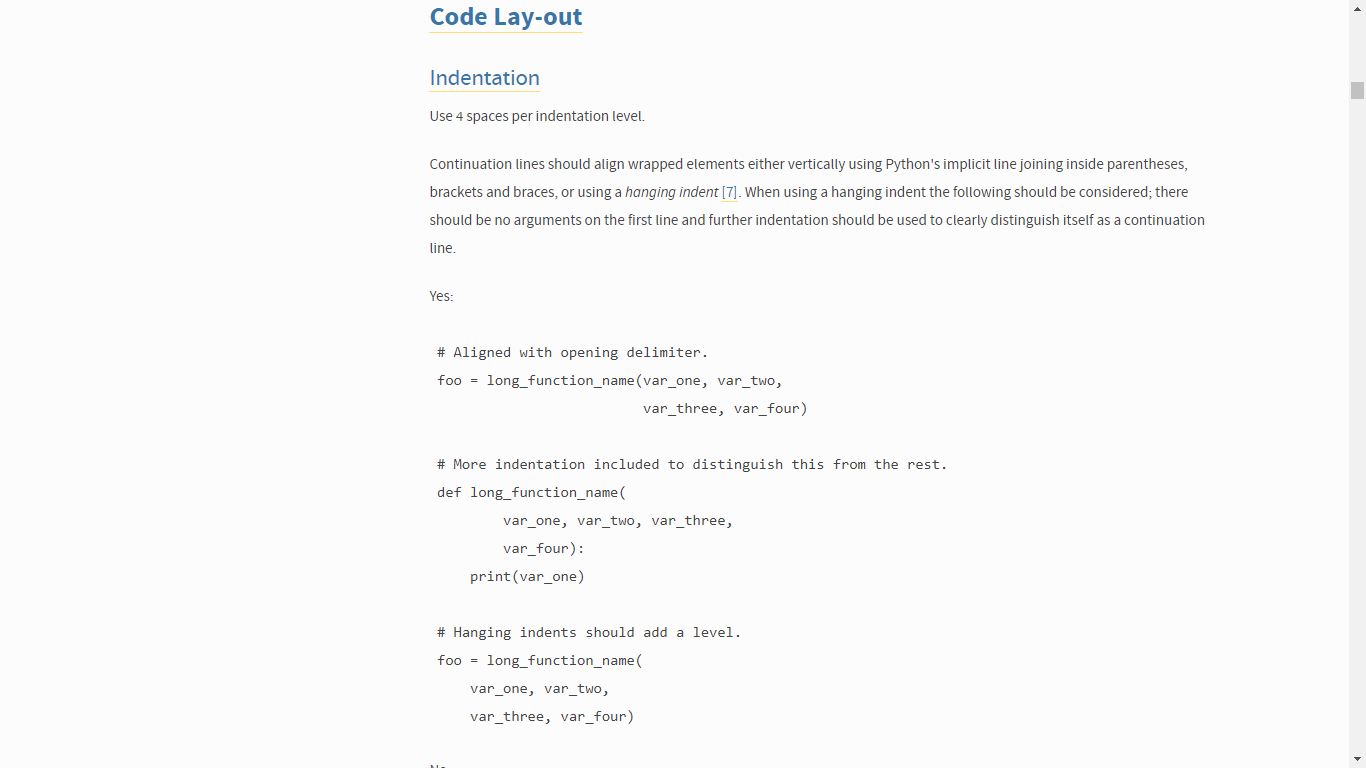 Code Lay-out
Indentation
Use 4 spaces per indentation level.
Continuation lines should align wrapped elements either vertically using Python's implicit line joining inside parentheses,
brackets and braces, or using a hanging indent [7]. When using a hanging indent the following should be considered; there
should be no arguments on the first line and further indentation should be used to clearly distinguish itself as a continuation
line.
Yes:
# Aligned with opening delimiter.
foo = long_function_name(var_one, var_two,
                         var_three, var_four)
# More indentation included to distinguish this from the rest.
def long_function_name(
        var_one, var_two, var_three,
        var_four):
    print(var_one)
# Hanging indents should add a level.
foo = long_function_name(
    var_one, var_two,
    var_three, var_four)